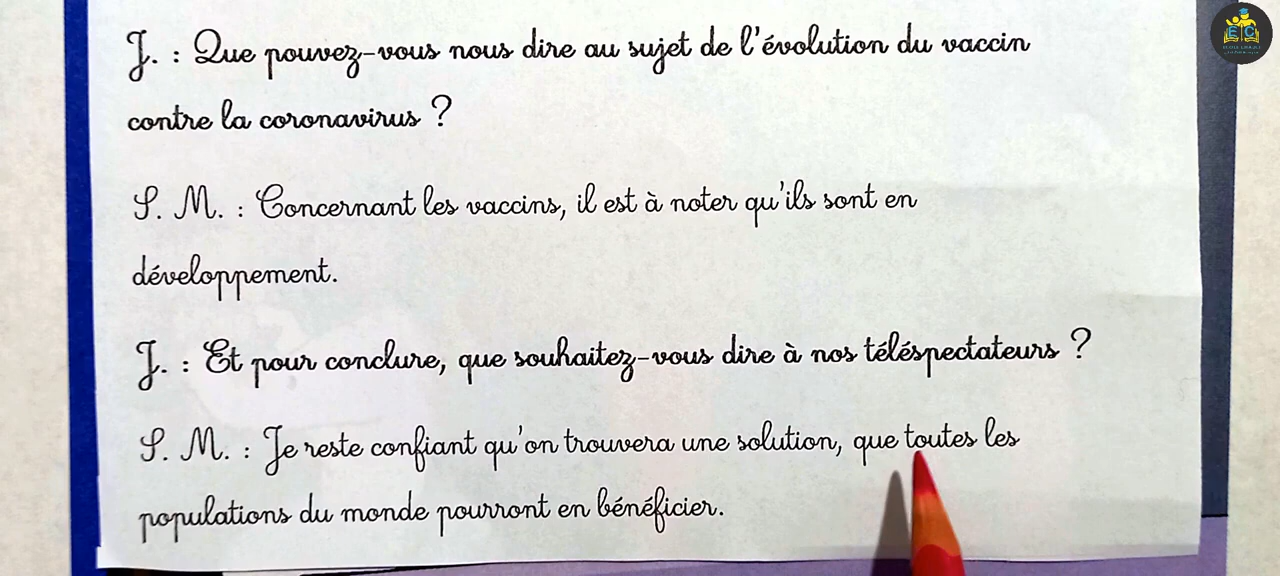 J. : Que pouvez-vous nous dire au sujet de l'évolution du vaccin
contre la coronavirus ?
S. M. : Concernant les vaccins, il est à noter qu'ils sont en
développement.
J. : Et pour conclure, que souhaitez-vous dire à nos téléspectateurs ?
S. M. : Je reste confiant qu'on trouvera une solution, que toutes les
populations du monde pourront en bénéficier.